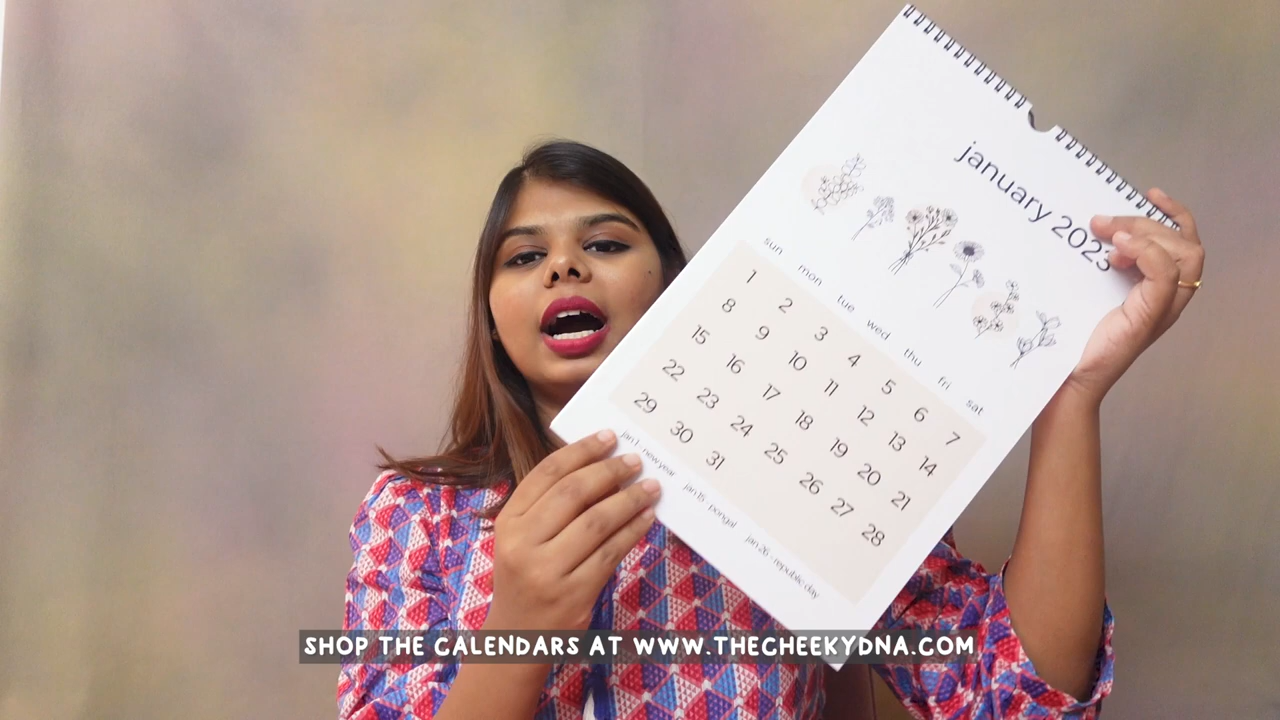 january 2023
sun mon tue wed thu fri sat
1 2 3 4 5 6 7
8 9 10 11 12 13 14
15 16 17 18 19 20 21
22 23 24 25 26 27 28
29 30 31
jan 1 - new year jan 15 - pongal jan 26 - republic day
SHOP THE CALENDARS AT WWW.THECHEEKYDNA.COM